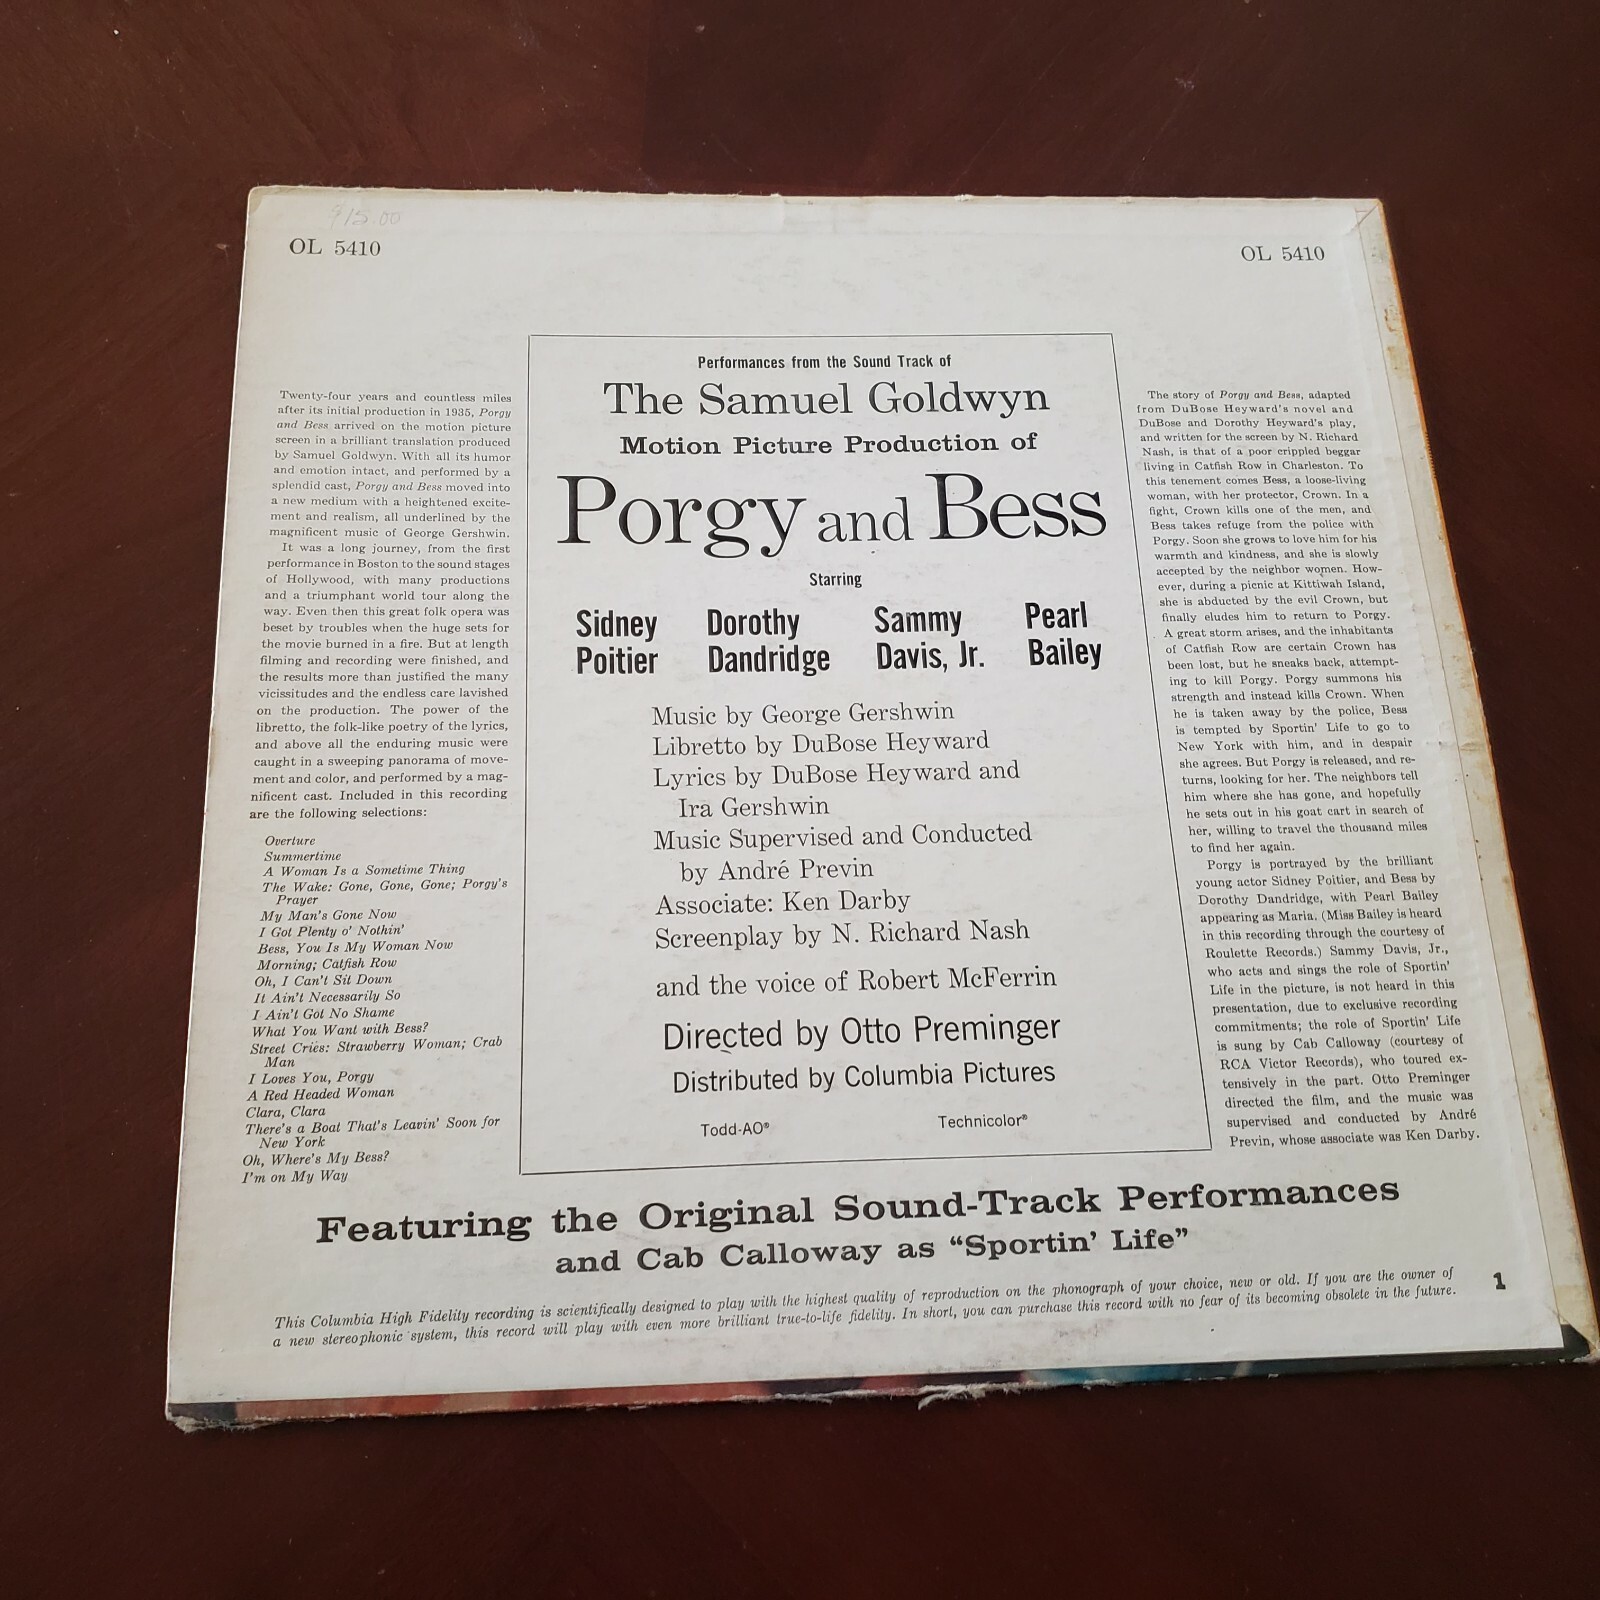 $15.00
OL 5410
OL 5410
Twenty-four years and countless miles
after its initial production in 1935, Porgy
and Bess arrived on the motion picture
screen in a brilliant translation produced
by Samuel Goldwyn. With all its humor
and emotion intact, and performed by a
splendid cast, Porgy and Bess moved into
a new medium with a heightened excite-
ment and realism, all underlined by the
magnificent music of George Gershwin.
It was a long journey, from the first
performance in Boston to the sound stages
of Hollywood, with many productions
and a triumphant world tour along the
way. Even then this great folk opera was
beset by troubles when the huge sets for
the movie burned in a fire. But at length
filming and recording were finished, and
the results more than justified the many
vicissitudes and the endless care lavished
on the production. The power of the
libretto, the folk-like poetry of the lyrics,
and above all the enduring music were
caught in a sweeping panorama of move-
ment and color, and performed by a mag-
nificent cast. Included in this recording
are the following selections:
Overture
Summertime
A Woman Is a Sometime Thing
The Wake: Gone, Gone, Gone; Porgy's
Prayer
My Man's Gone Now
I Got Plenty o' Nothin'
Bess, You Is My Woman Now
Morning; Catfish Row
Oh, I Can't Sit Down
It Ain't Necessarily So
I Ain't Got No Shame
What You Want with Bess?
Street Cries: Strawberry Woman; Crab
Man
I Loves You, Porgy
A Red Headed Woman
Clara, Clara
There's a Boat That's Leavin' Soon for
New York
Oh, Where's My Bess?
I'm on My Way
Performances from the Sound Track of
The Samuel Goldwyn
Motion Picture Production of
Porgy and Bess
Starring
Sidney Dorothy Sammy Pearl
Poitier Dandridge Davis, Jr. Bailey
Music by George Gershwin
Libretto by DuBose Heyward
Lyrics by DuBose Heyward and
Ira Gershwin
Music Supervised and Conducted
by André Previn
Associate: Ken Darby
Screenplay by N. Richard Nash
and the voice of Robert McFerrin
Directed by Otto Preminger
Distributed by Columbia Pictures
Todd-AO® Technicolor®
The story of Porgy and Bess, adapted
from DuBose Heyward's novel and
DuBose and Dorothy Heyward's play,
and written for the screen by N. Richard
Nash, is that of a poor crippled beggar
living in Catfish Row in Charleston. To
this tenement comes Bess, a loose-living
woman, with her protector, Crown. In a
fight, Crown kills one of the men, and
Bess takes refuge from the police with
Porgy. Soon she grows to love him for his
warmth and kindness, and she is slowly
accepted by the neighbor women. How-
ever, during a picnic at Kittiwah Island,
she is abducted by the evil Crown, but
finally eludes him to return to Porgy.
A great storm arises, and the inhabitants
of Catfish Row are certain Crown has
been lost, but he sneaks back, attempt-
ing to kill Porgy. Porgy summons his
strength and instead kills Crown. When
he is taken away by the police, Bess
is tempted by Sportin' Life to go to
New York with him, and in despair
she agrees. But Porgy is released, and re-
turns, looking for her. The neighbors tell
him where she has gone, and hopefully
he sets out in his goat cart in search of
her, willing to travel the thousand miles
to find her again.
Porgy is portrayed by the brilliant
young actor Sidney Poitier, and Bess by
Dorothy Dandridge, with Pearl Bailey
appearing as Maria. (Miss Bailey is heard
in this recording through the courtesy of
Roulette Records.) Sammy Davis, Jr.,
who acts and sings the role of Sportin'
Life in the picture, is not heard in this
presentation, due to exclusive recording
commitments; the role of Sportin' Life
is sung by Cab Calloway (courtesy of
RCA Victor Records), who toured ex-
tensively in the part. Otto Preminger
directed the film, and the music was
supervised and conducted by André
Previn, whose associate was Ken Darby.
Featuring the Original Sound-Track Performances
and Cab Calloway as "Sportin' Life"
This Columbia High Fidelity recording is scientifically designed to play with the highest quality of reproduction on the phonograph of your choice, new or old. If you are the owner of
a new stereophonic system, this record will play with even more brilliant true-to-life fidelity. In short, you can purchase this record with no fear of its becoming obsolete in the future.
1